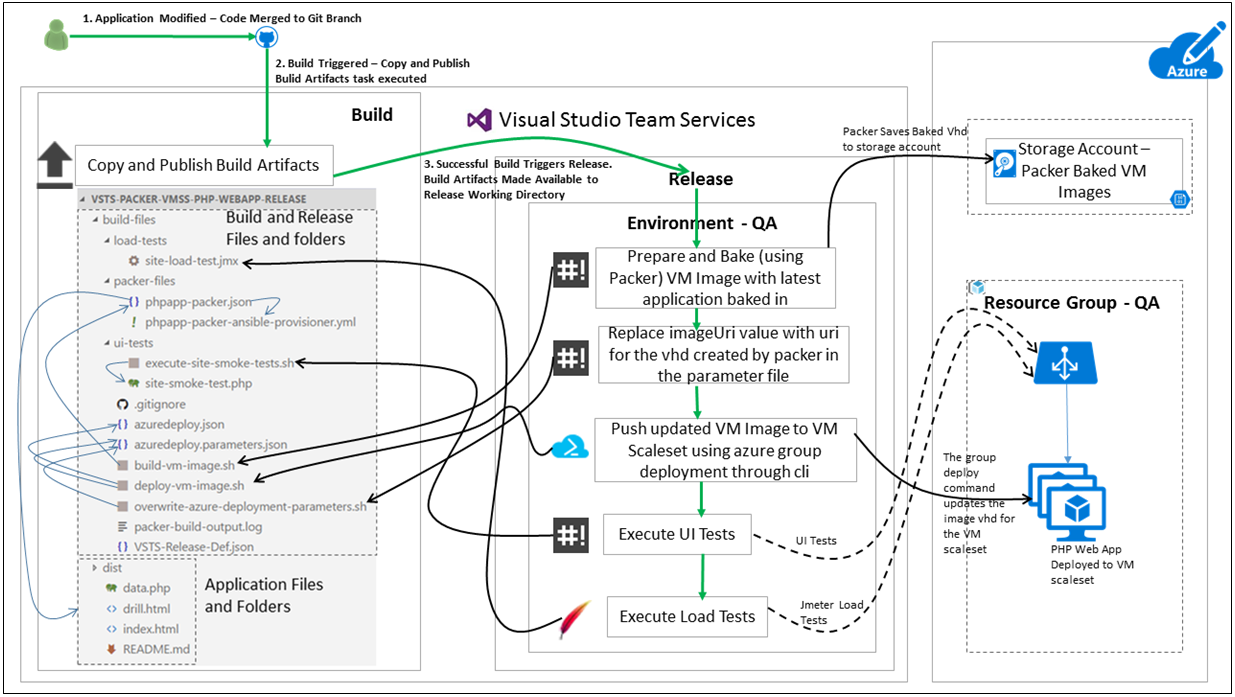 1. Application Modified – Code Merged to Git Branch
2. Build Triggered – Copy and Publish
Build Artifacts task executed
Azure
Build
Visual Studio Team Services
Copy and Publish Build Artifacts
3. Successful Build Triggers Release.
Build Artifacts Made Available to
Release Working Directory
Release
Packer Saves Baked Vhd
to storage account
Storage Account –
Packer Baked VM
Images
VSTS-PACKER-VMSS-PHP-WEBAPP-RELEASE
build-files
Build and Release
Files and folders
load-tests
site-load-test.jmx
packer-files
phpapp-packer.json
phpapp-packer-ansible-provisioner.yml
ui-tests
execute-site-smoke-tests.sh
site-smoke-test.php
.gitignore
azuredeploy.json
azuredeploy.parameters.json
build-vm-image.sh
deploy-vm-image.sh
overwrite-azure-deployment-parameters.sh
packer-build-output.log
VSTS-Release-Def.json
dist
data.php
drill.html
index.html
README.md
Application Files
and Folders
Environment - QA
#!
Prepare and Bake (using
Packer) VM Image with latest
application baked in
#!
Replace imageUri value with uri
for the vhd created by packer in
the parameter file
Push updated VM Image to VM
Scaleset using azure group
deployment through cli
#!
Execute UI Tests
Execute Load Tests
UI Tests
Jmeter Load
Tests
Resource Group - QA
The group
deploy
command
updates the
image vhd for
the VM
scaleset
PHP Web App
Deployed to VM
scaleset